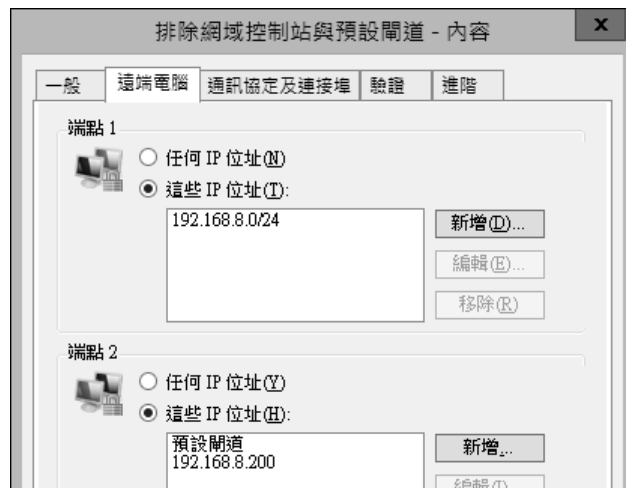 排除網域控制站與預設閘道 - 內容
x
一般 遠端電腦 通訊協定及連接埠 驗證 進階
端點 1
任何 IP 位址(N)
這些 IP 位址(T):
192.168.8.0/24
新增(D)...
編輯(E)...
移除(R)
端點 2
任何 IP 位址(Y)
這些 IP 位址(H):
預設閘道
192.168.8.200
新增...
編輯(I)